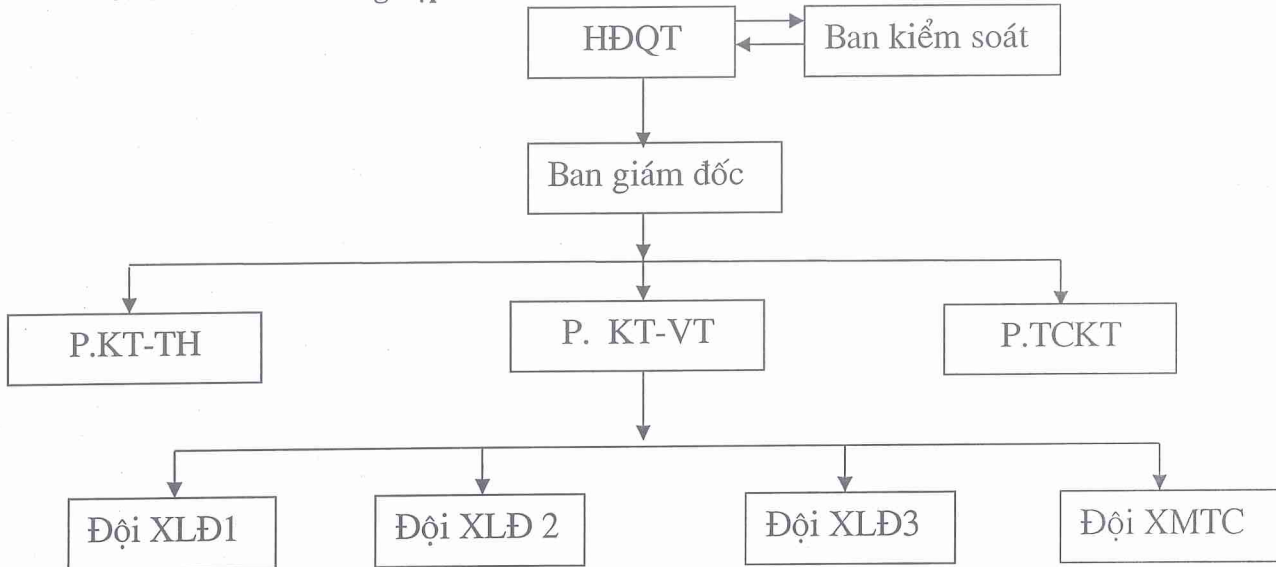 HĐQT
Ban kiểm soát
Ban giám đốc
P.KT-TH
P. KT-VT
P.TCKT
Đội XLĐ1
Đội XLĐ 2
Đội XLĐ3
Đội XMTC